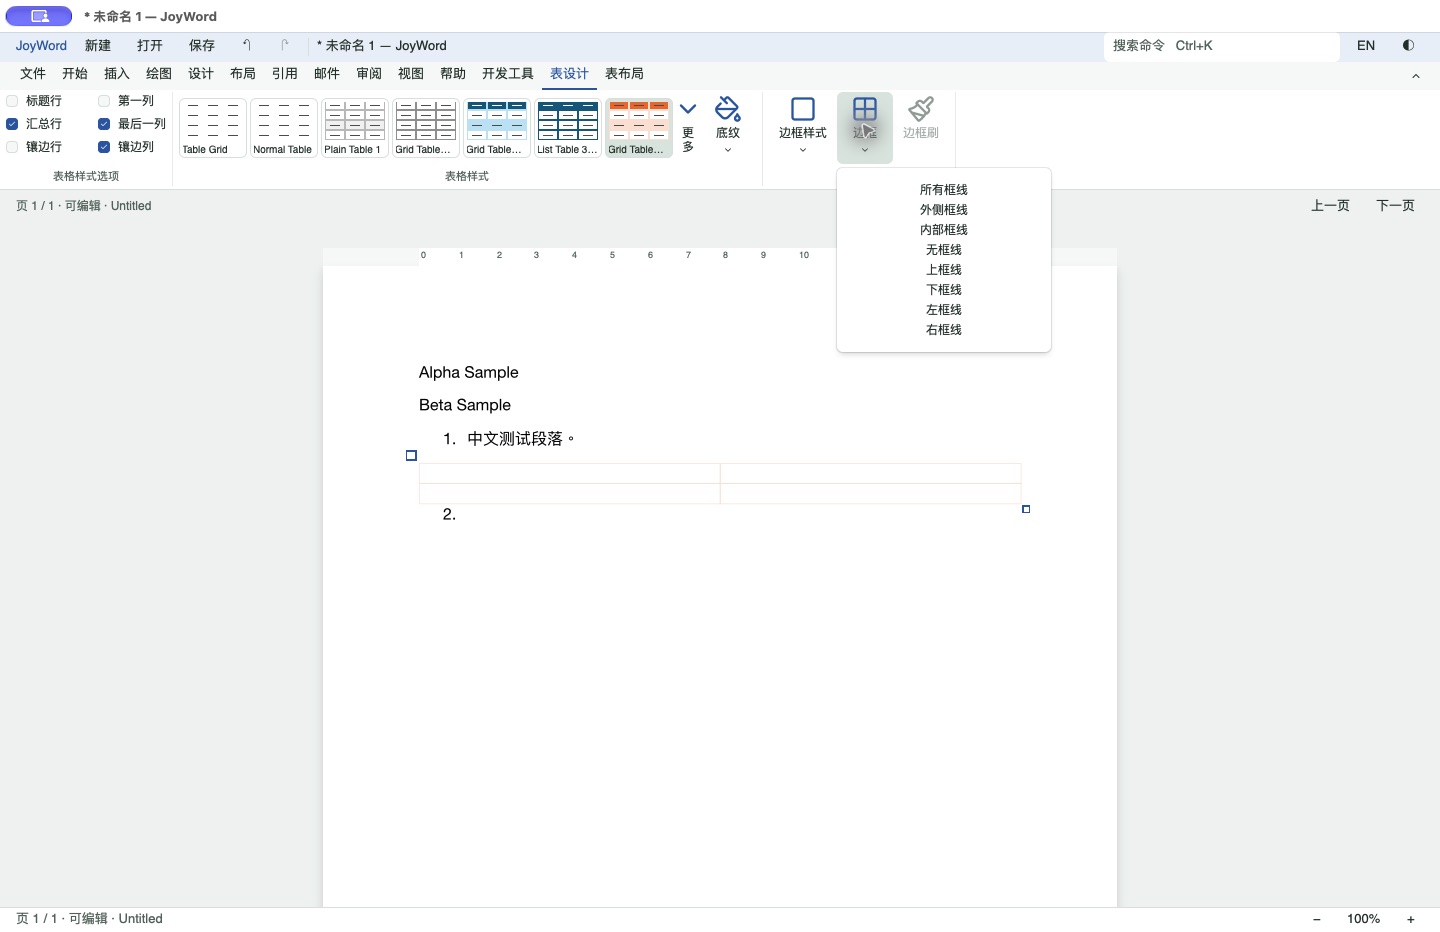 * 未命名 1 — JoyWord
JoyWord 新建 打开 保存 * 未命名 1 — JoyWord 搜索命令 Ctrl+K EN
文件 开始 插入 绘图 设计 布局 引用 邮件 审阅 视图 帮助 开发工具 表设计 表布局
标题行 第一列
汇总行 最后一列
镶边行 镶边列
表格样式选项
Table Grid Normal Table Plain Table 1 Grid Table... Grid Table... List Table 3... Grid Table...
更多
底纹
表格样式
边框样式 边框 边框刷
所有框线
外侧框线
内部框线
无框线
上框线
下框线
左框线
右框线
页 1 / 1 · 可编辑 · Untitled 上一页 下一页
0 1 2 3 4 5 6 7 8 9 10
Alpha Sample
Beta Sample
1. 中文测试段落。
2.
页 1 / 1 · 可编辑 · Untitled − 100% +